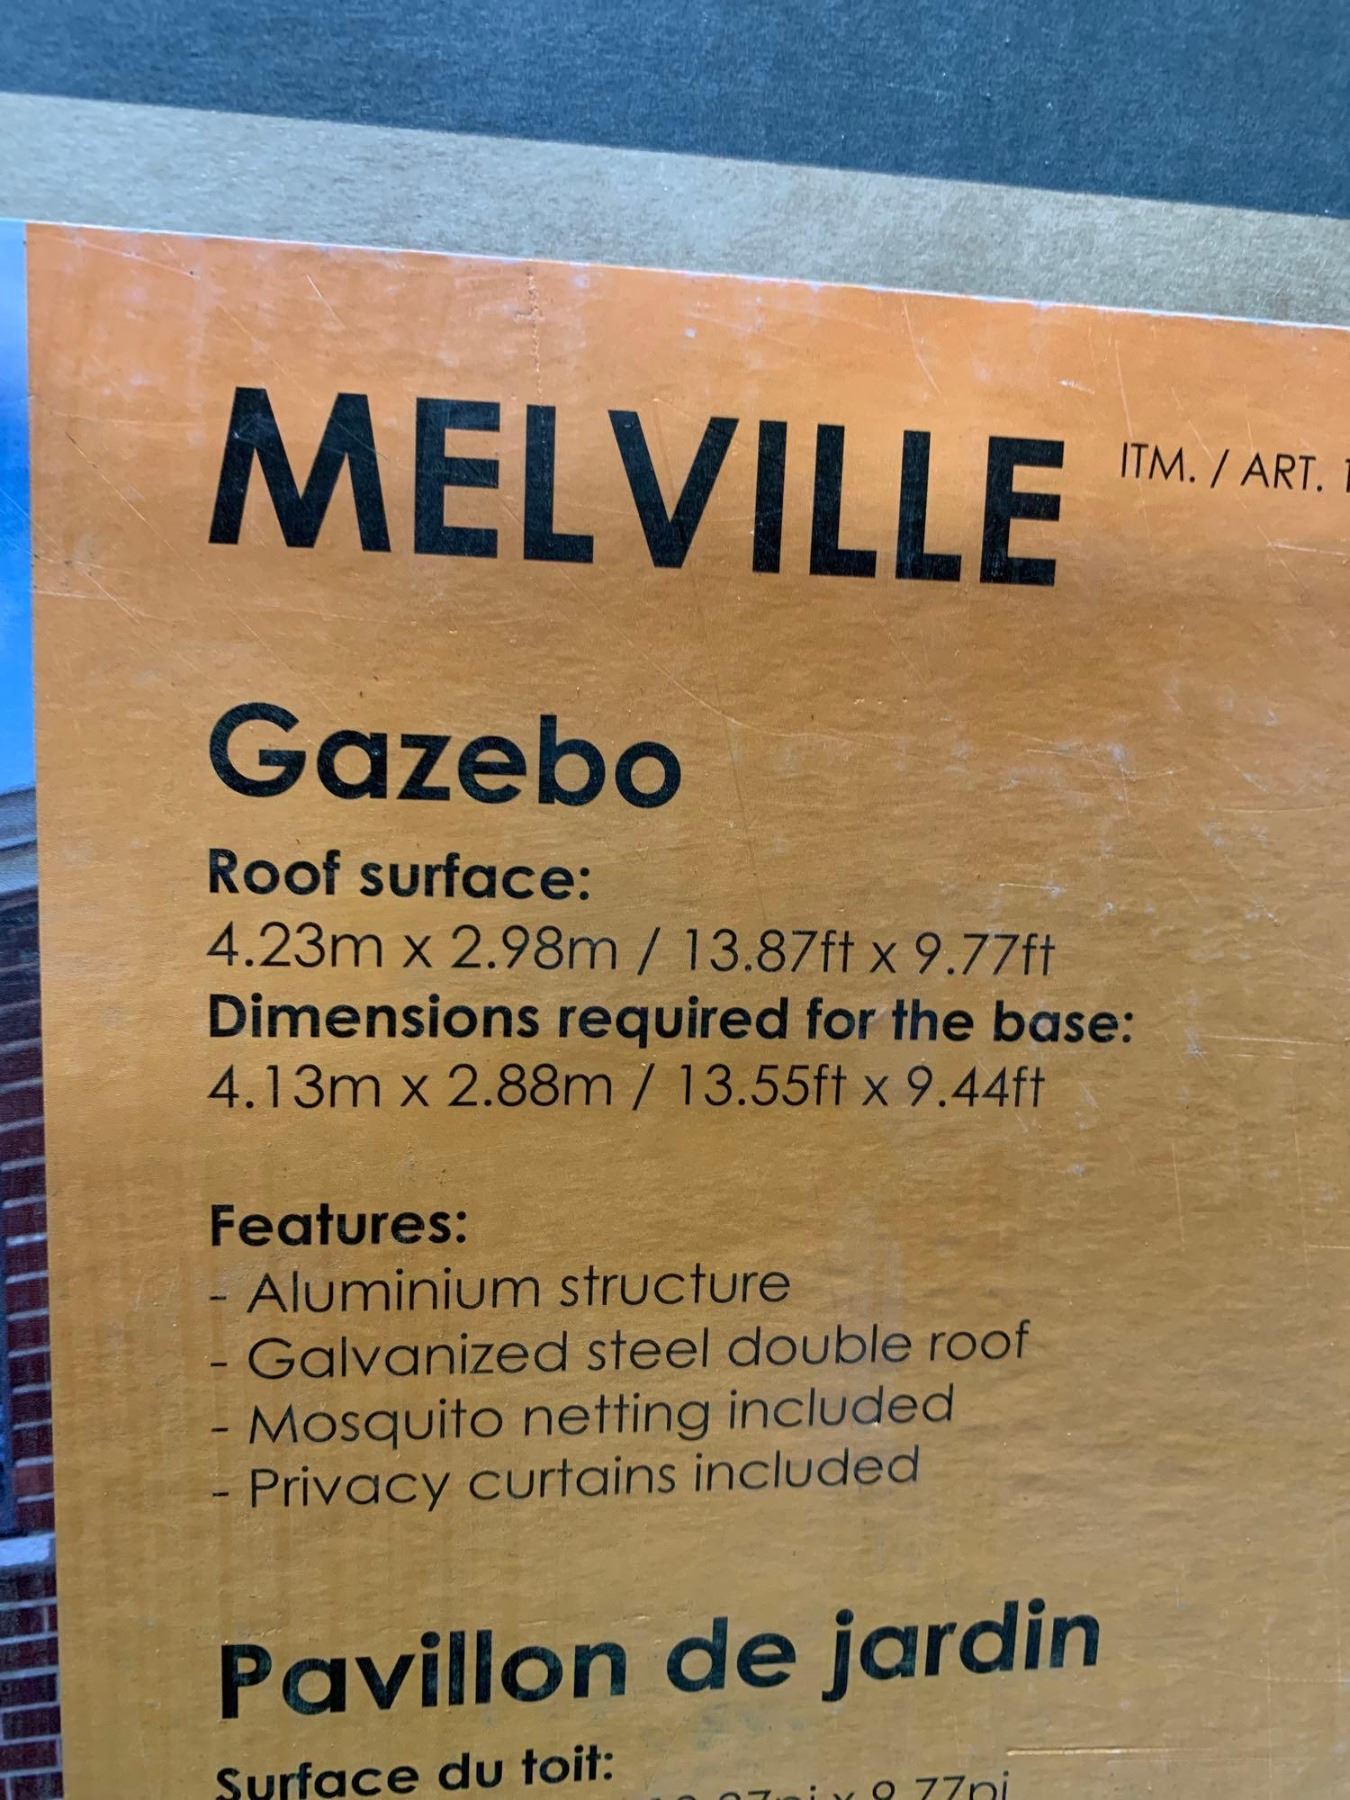 MELVILLE ITM. / ART.
Gazebo
Roof surface:
4.23m x 2.98m / 13.87ft x 9.77ft
Dimensions required for the base:
4.13m x 2.88m / 13.55ft x 9.44ft
Features:
- Aluminium structure
- Galvanized steel double roof
- Mosquito netting included
- Privacy curtains included
Pavillon de jardin
Surface du toit:
x 9.77pi